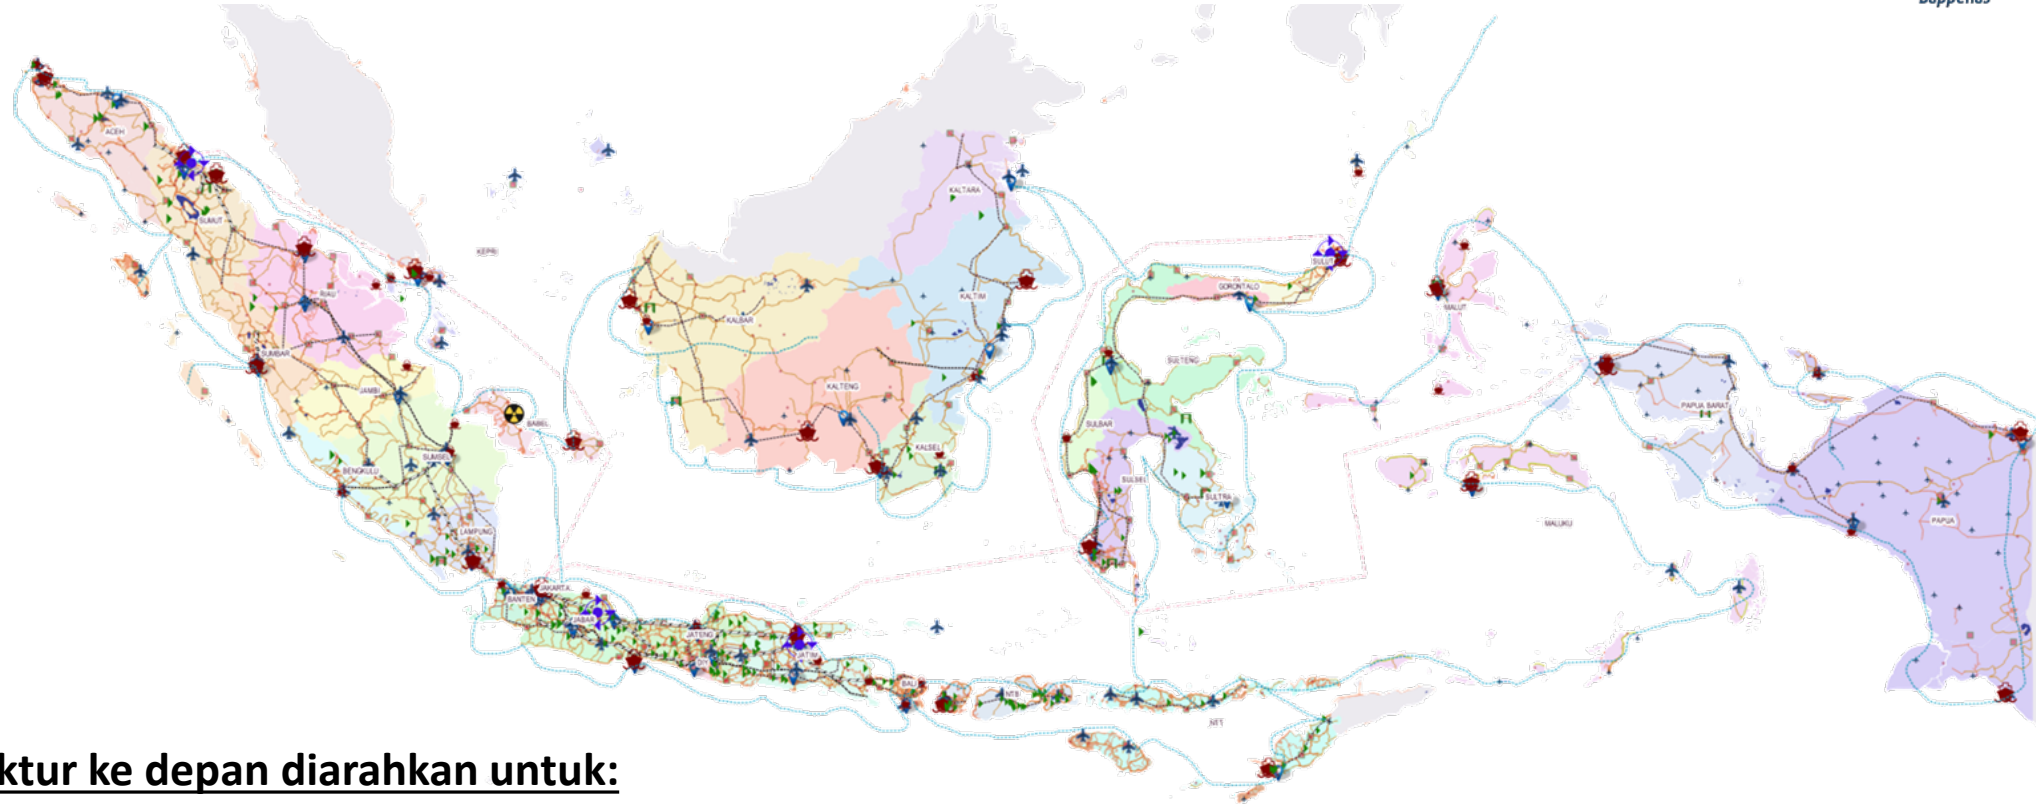 Bappenas
ACEH
SUMUT
KEPRI
KALTARA
RIAU
SUMBAR
JAMBI
BABEL
BENGKULU
SUMSEL
LAMPUNG
KALBAR
KALTIM
KALTENG
KALSEL
SULUT
GORONTALO
SULTENG
SULBAR
SULSEL
SULTRA
MALUT
MALUKU
PAPUA BARAT
PAPUA
BANTEN
JAKARTA
JABAR
JATENG
DIY
JATIM
BALI
NTB
NTT
ktur ke depan diarahkan untuk: